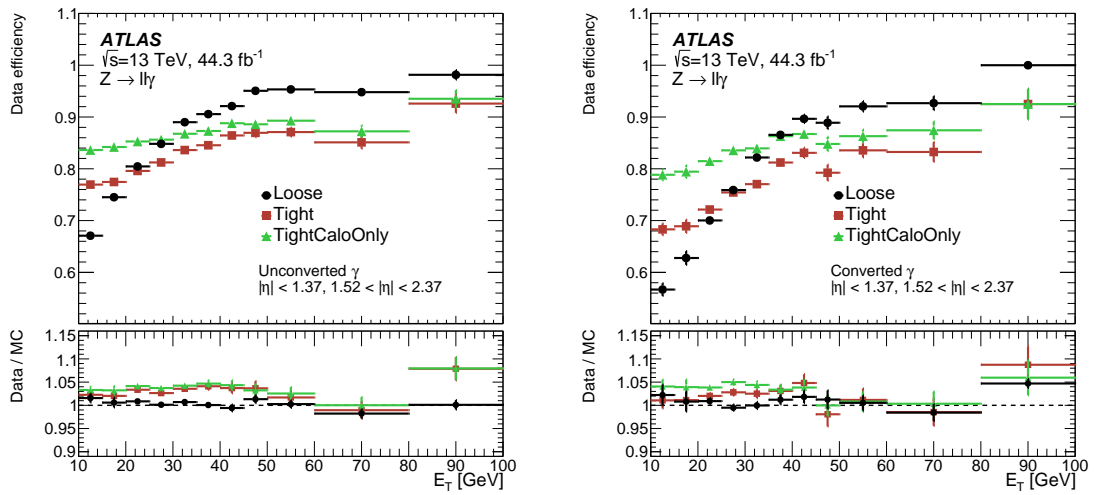 Data efficiency
1.1
1
0.9
0.8
0.7
0.6
ATLAS
√s=13 TeV, 44.3 fb⁻¹
Z → llγ
Loose
Tight
TightCaloOnly
Unconverted γ
|η| < 1.37, 1.52 < |η| < 2.37
Data / MC
1.15
1.1
1.05
1
0.95
0.9
10 20 30 40 50 60 70 80 90 100
E_T [GeV]
Data efficiency
1.1
1
0.9
0.8
0.7
0.6
ATLAS
√s=13 TeV, 44.3 fb⁻¹
Z → llγ
Loose
Tight
TightCaloOnly
Converted γ
|η| < 1.37, 1.52 < |η| < 2.37
Data / MC
1.15
1.1
1.05
1
0.95
0.9
10 20 30 40 50 60 70 80 90 100
E_T [GeV]